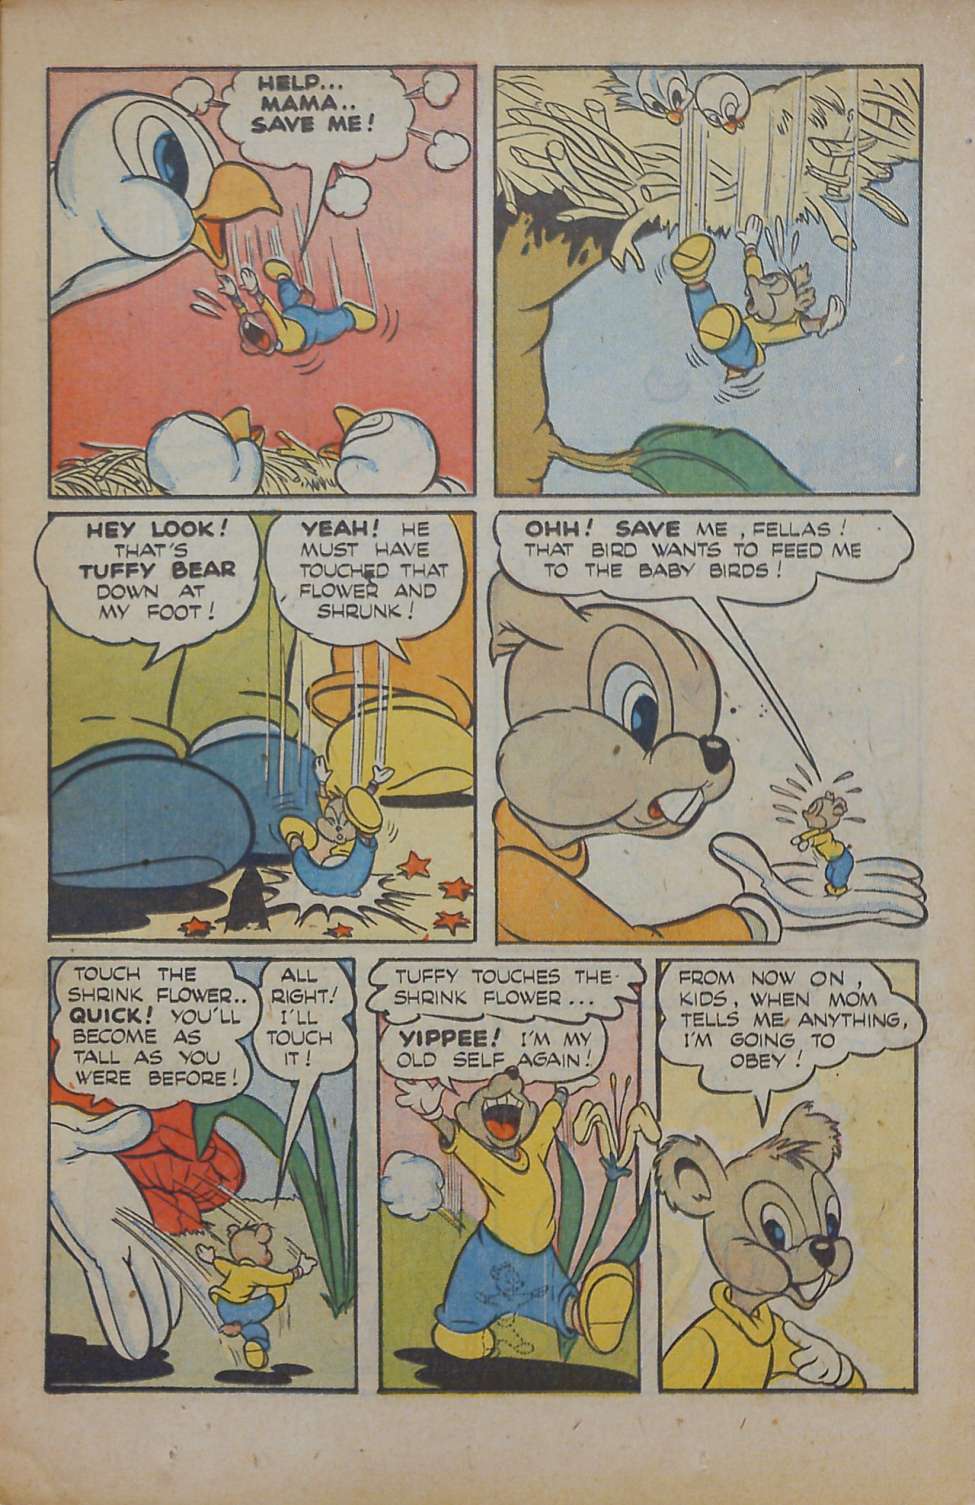 HELP...
MAMA..
SAVE ME!
HEY LOOK!
THAT'S
TUFFY BEAR
DOWN AT
MY FOOT!
YEAH! HE
MUST HAVE
TOUCHED THAT
FLOWER AND
SHRUNK!
OHH! SAVE ME, FELLAS!
THAT BIRD WANTS TO FEED ME
TO THE BABY BIRDS!
TOUCH THE
SHRINK FLOWER..
QUICK! YOU'LL
BECOME AS
TALL AS YOU
WERE BEFORE!
ALL
RIGHT!
I'LL
TOUCH
IT!
TUFFY TOUCHES THE
SHRINK FLOWER...
YIPPEE! I'M MY
OLD SELF AGAIN!
FROM NOW ON,
KIDS, WHEN MOM
TELLS ME ANYTHING,
I'M GOING TO
OBEY!